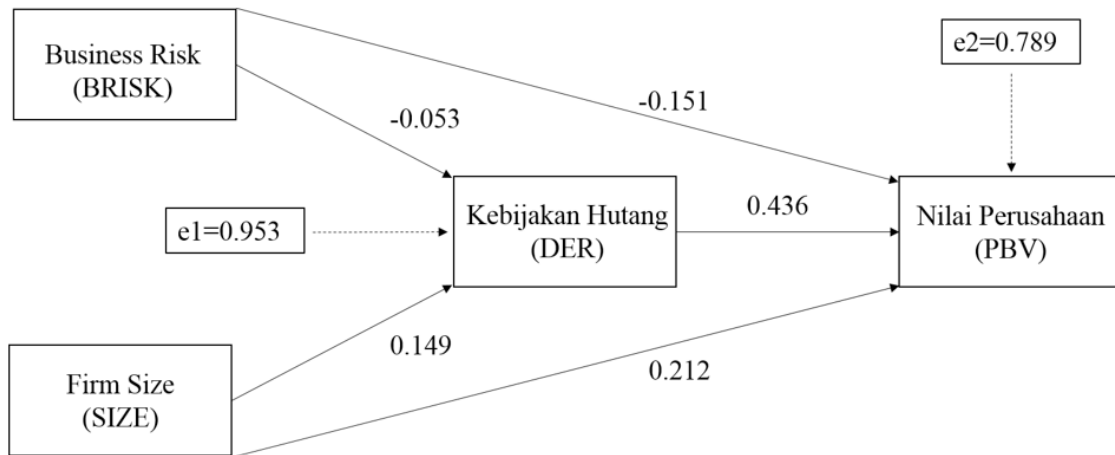 Business Risk
(BRISK)
e2=0.789
-0.151
-0.053
Kebijakan Hutang
(DER)
0.436
Nilai Perusahaan
(PBV)
e1=0.953
0.149
0.212
Firm Size
(SIZE)